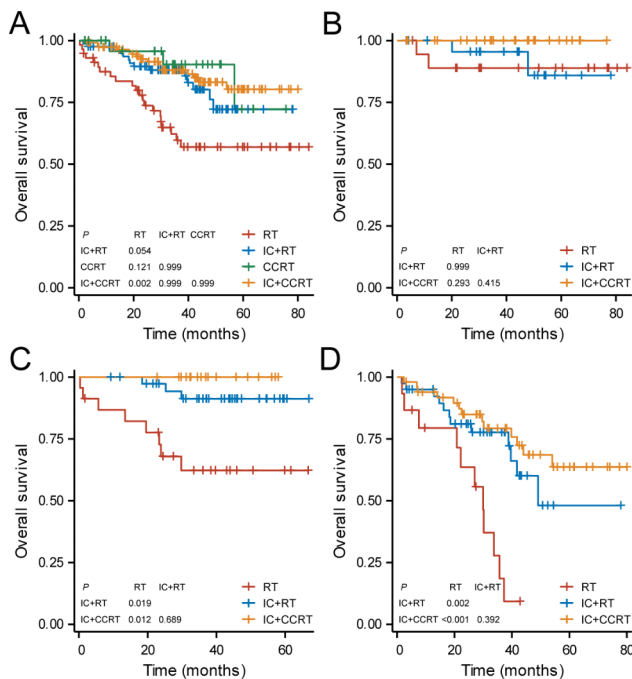 A
Overall survival
1.00
0.75
0.50
0.25
1.00
P RT IC+RT CCRT
IC+RT 0.054
CCRT 0.121 0.999
IC+CCRT 0.002 0.999 0.999
RT
IC+RT
CCRT
IC+CCRT
0 20 40 60 80
Time (months)
B
Overall survival
1.00
0.75
0.50
0.25
1.00
P RT IC+RT
IC+RT 0.999
IC+CCRT 0.293 0.415
RT
IC+RT
IC+CCRT
0 20 40 60 80
Time (months)
C
Overall survival
1.00
0.75
0.50
0.25
1.00
P RT IC+RT
IC+RT 0.019
IC+CCRT 0.012 0.689
RT
IC+RT
IC+CCRT
0 20 40 60
Time (months)
D
Overall survival
1.00
0.75
0.50
0.25
1.00
P RT IC+RT
IC+RT 0.002
IC+CCRT <0.001 0.392
RT
IC+RT
IC+CCRT
0 20 40 60 80
Time (months)